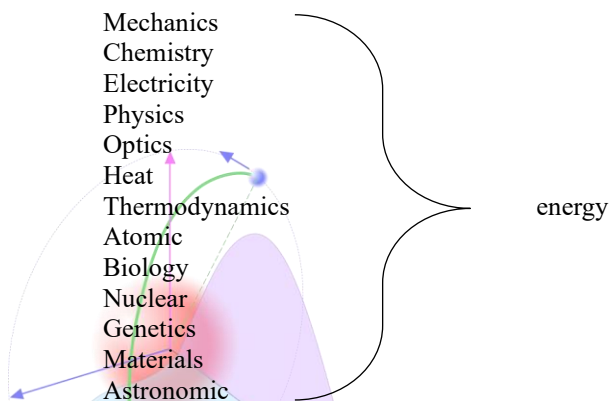 Mechanics
Chemistry
Electricity
Physics
Optics
Heat
Thermodynamics
Atomic
Biology
Nuclear
Genetics
Materials
Astronomic
energy